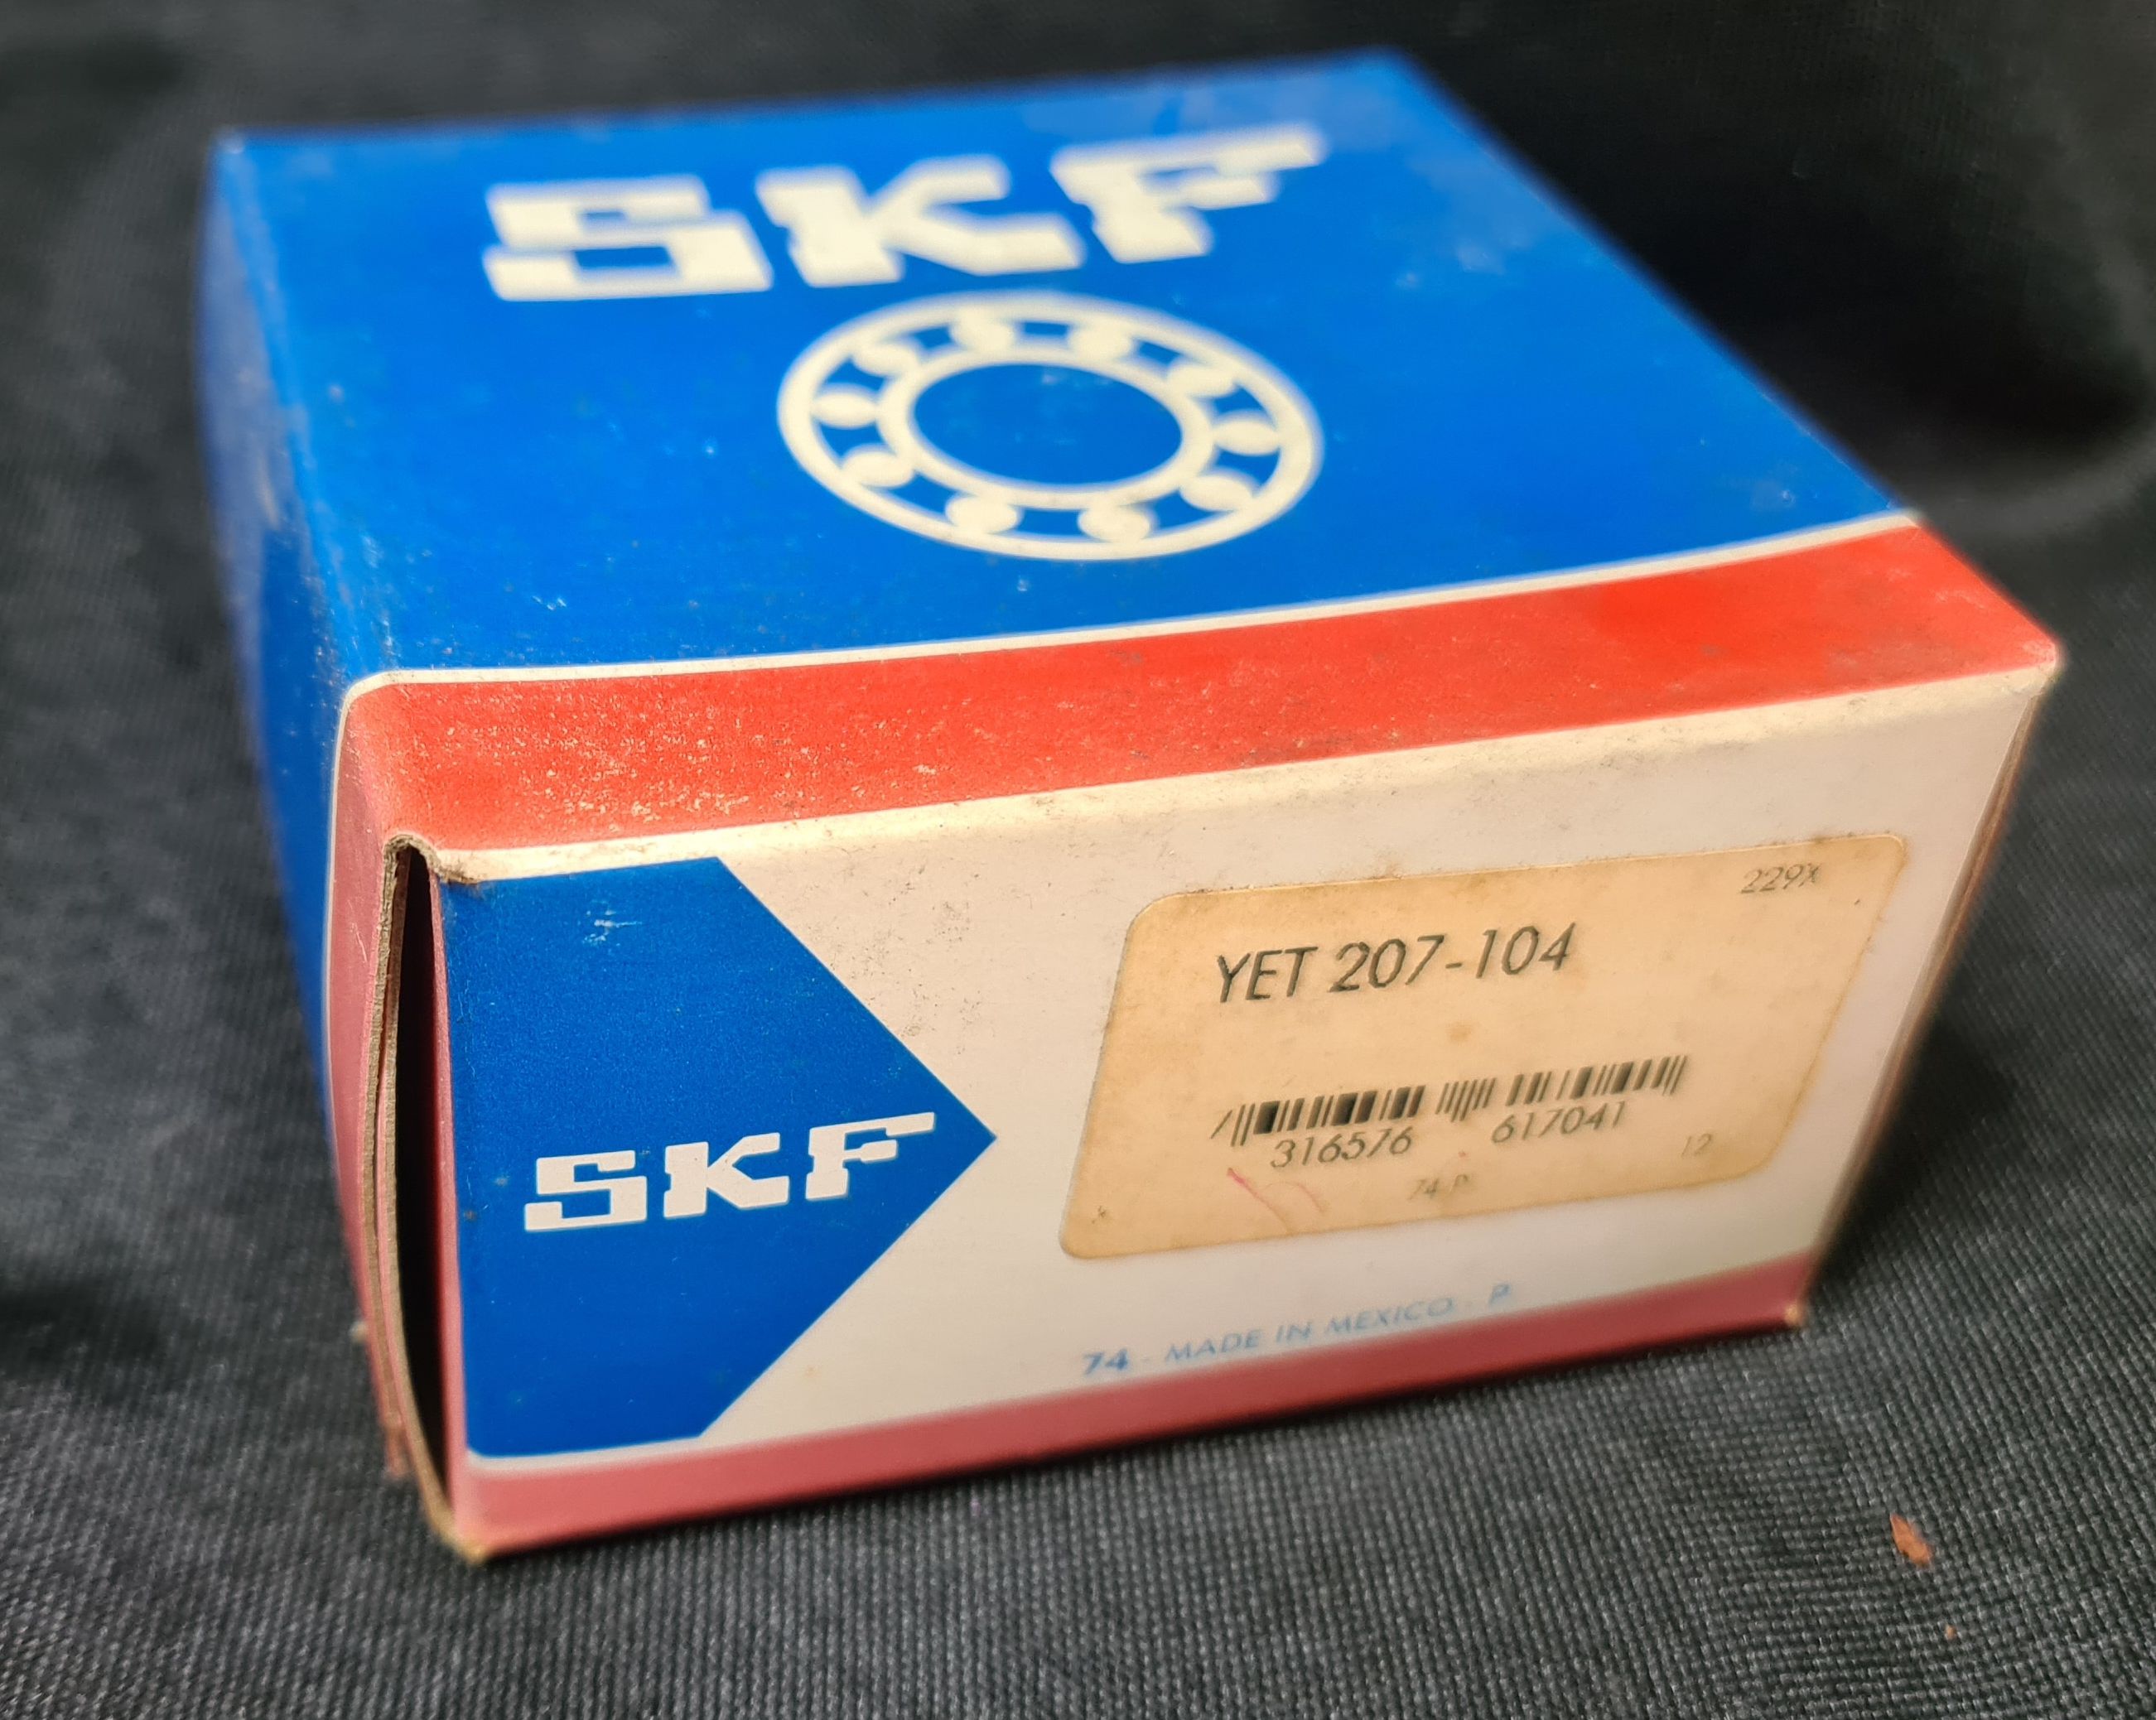 SKF
SKF
229X
YET 207-104
316576 617041
74 P
12
74 - MADE IN MEXICO - P